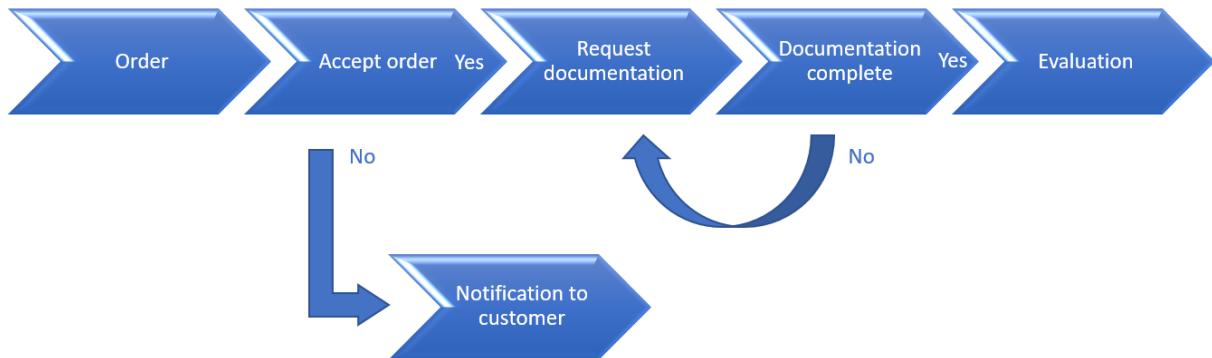 Order
Accept order
Yes
Request
documentation
Documentation
complete
Yes
Evaluation
No
No
Notification to
customer